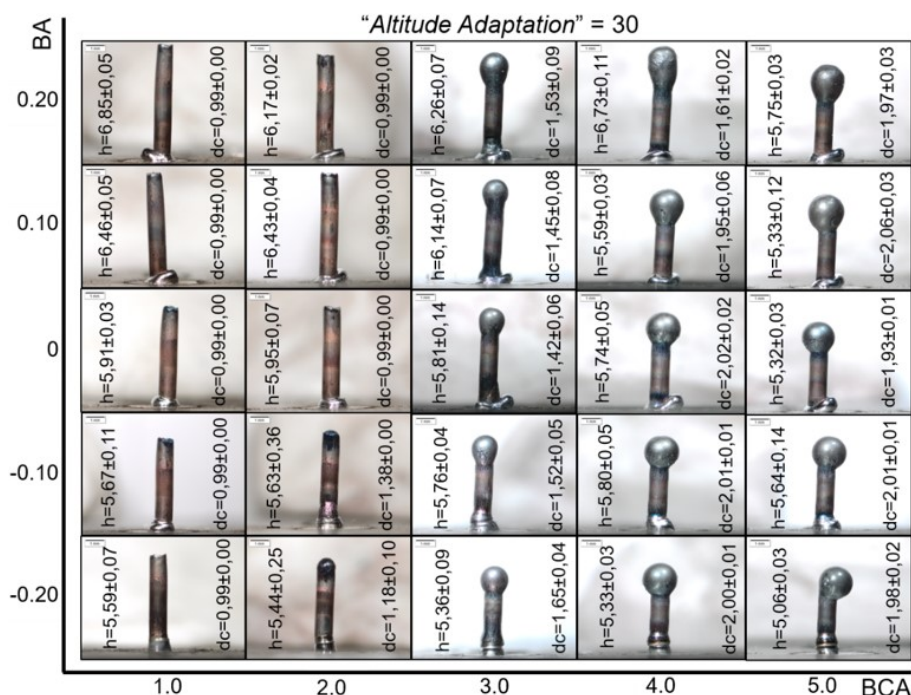 "Altitude Adaptation" = 30
BA
0.20
h=6,85±0,05
dc=0,99±0,00
h=6,17±0,02
dc=0,99±0,00
h=6,26±0,07
dc=1,53±0,09
h=6,73±0,11
dc=1,61±0,02
h=5,75±0,03
dc=1,97±0,03
0.10
h=6,46±0,05
dc=0,99±0,00
h=6,43±0,04
dc=0,99±0,00
h=6,14±0,07
dc=1,45±0,08
h=5,59±0,03
dc=1,95±0,06
h=5,33±0,12
dc=2,06±0,03
0
h=5,91±0,03
dc=0,99±0,00
h=5,95±0,07
dc=0,99±0,00
h=5,81±0,14
dc=1,42±0,06
h=5,74±0,05
dc=2,02±0,02
h=5,32±0,03
dc=1,93±0,01
-0.10
h=5,67±0,11
dc=0,99±0,00
h=5,63±0,36
dc=1,38±0,00
h=5,76±0,04
dc=1,52±0,05
h=5,80±0,05
dc=2,01±0,01
h=5,64±0,14
dc=2,01±0,01
-0.20
h=5,59±0,07
dc=0,99±0,00
h=5,44±0,25
dc=1,18±0,10
h=5,36±0,09
dc=1,65±0,04
h=5,33±0,03
dc=2,00±0,01
h=5,06±0,03
dc=1,98±0,02
1.0 2.0 3.0 4.0 5.0 BCA